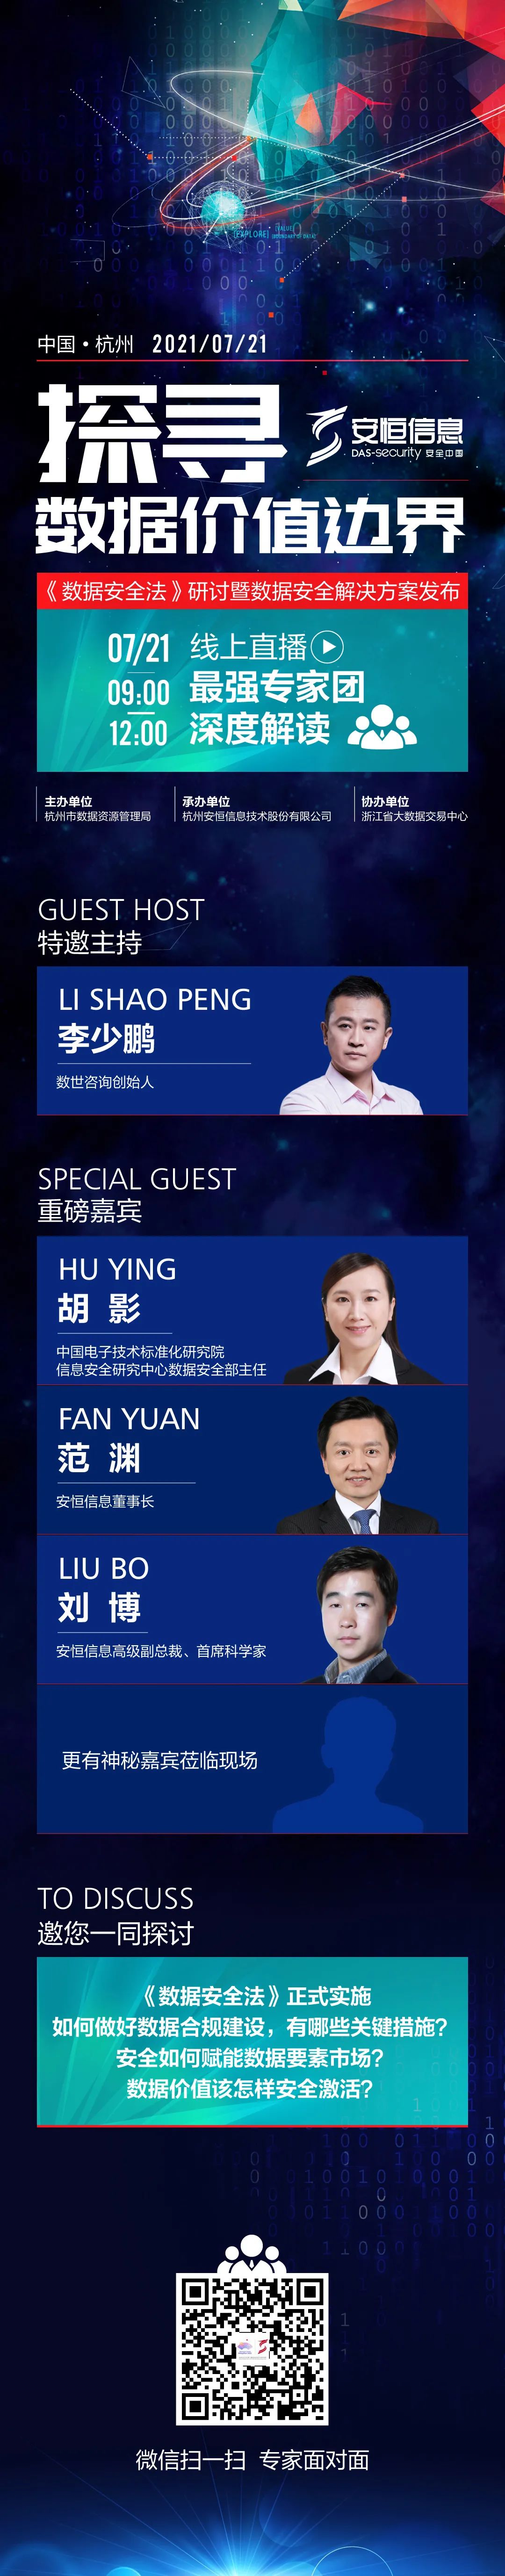 [EXPLORE]
中国·杭州 2021/07/21
探寻
安恒信息
DAS-security 安全中国
数据价值边界
《数据安全法》研讨暨数据安全解决方案发布
07/21 线上直播
09:00 最强专家团
12:00 深度解读
主办单位 承办单位 协办单位
杭州市数据资源管理局 杭州安恒信息技术股份有限公司 浙江省大数据交易中心
GUEST HOST
特邀主持
LI SHAO PENG
李少鹏
数世咨询创始人
SPECIAL GUEST
重磅嘉宾
HU YING
胡 影
中国电子技术标准化研究院
信息安全研究中心数据安全部主任
FAN YUAN
范 渊
安恒信息董事长
LIU BO
刘 博
安恒信息高级副总裁、首席科学家
更有神秘嘉宾莅临现场
TO DISCUSS
邀您一同探讨
《数据安全法》正式实施
如何做好数据合规建设，有哪些关键措施？
安全如何赋能数据要素市场？
数据价值该怎样安全激活？
微信扫一扫 专家面对面